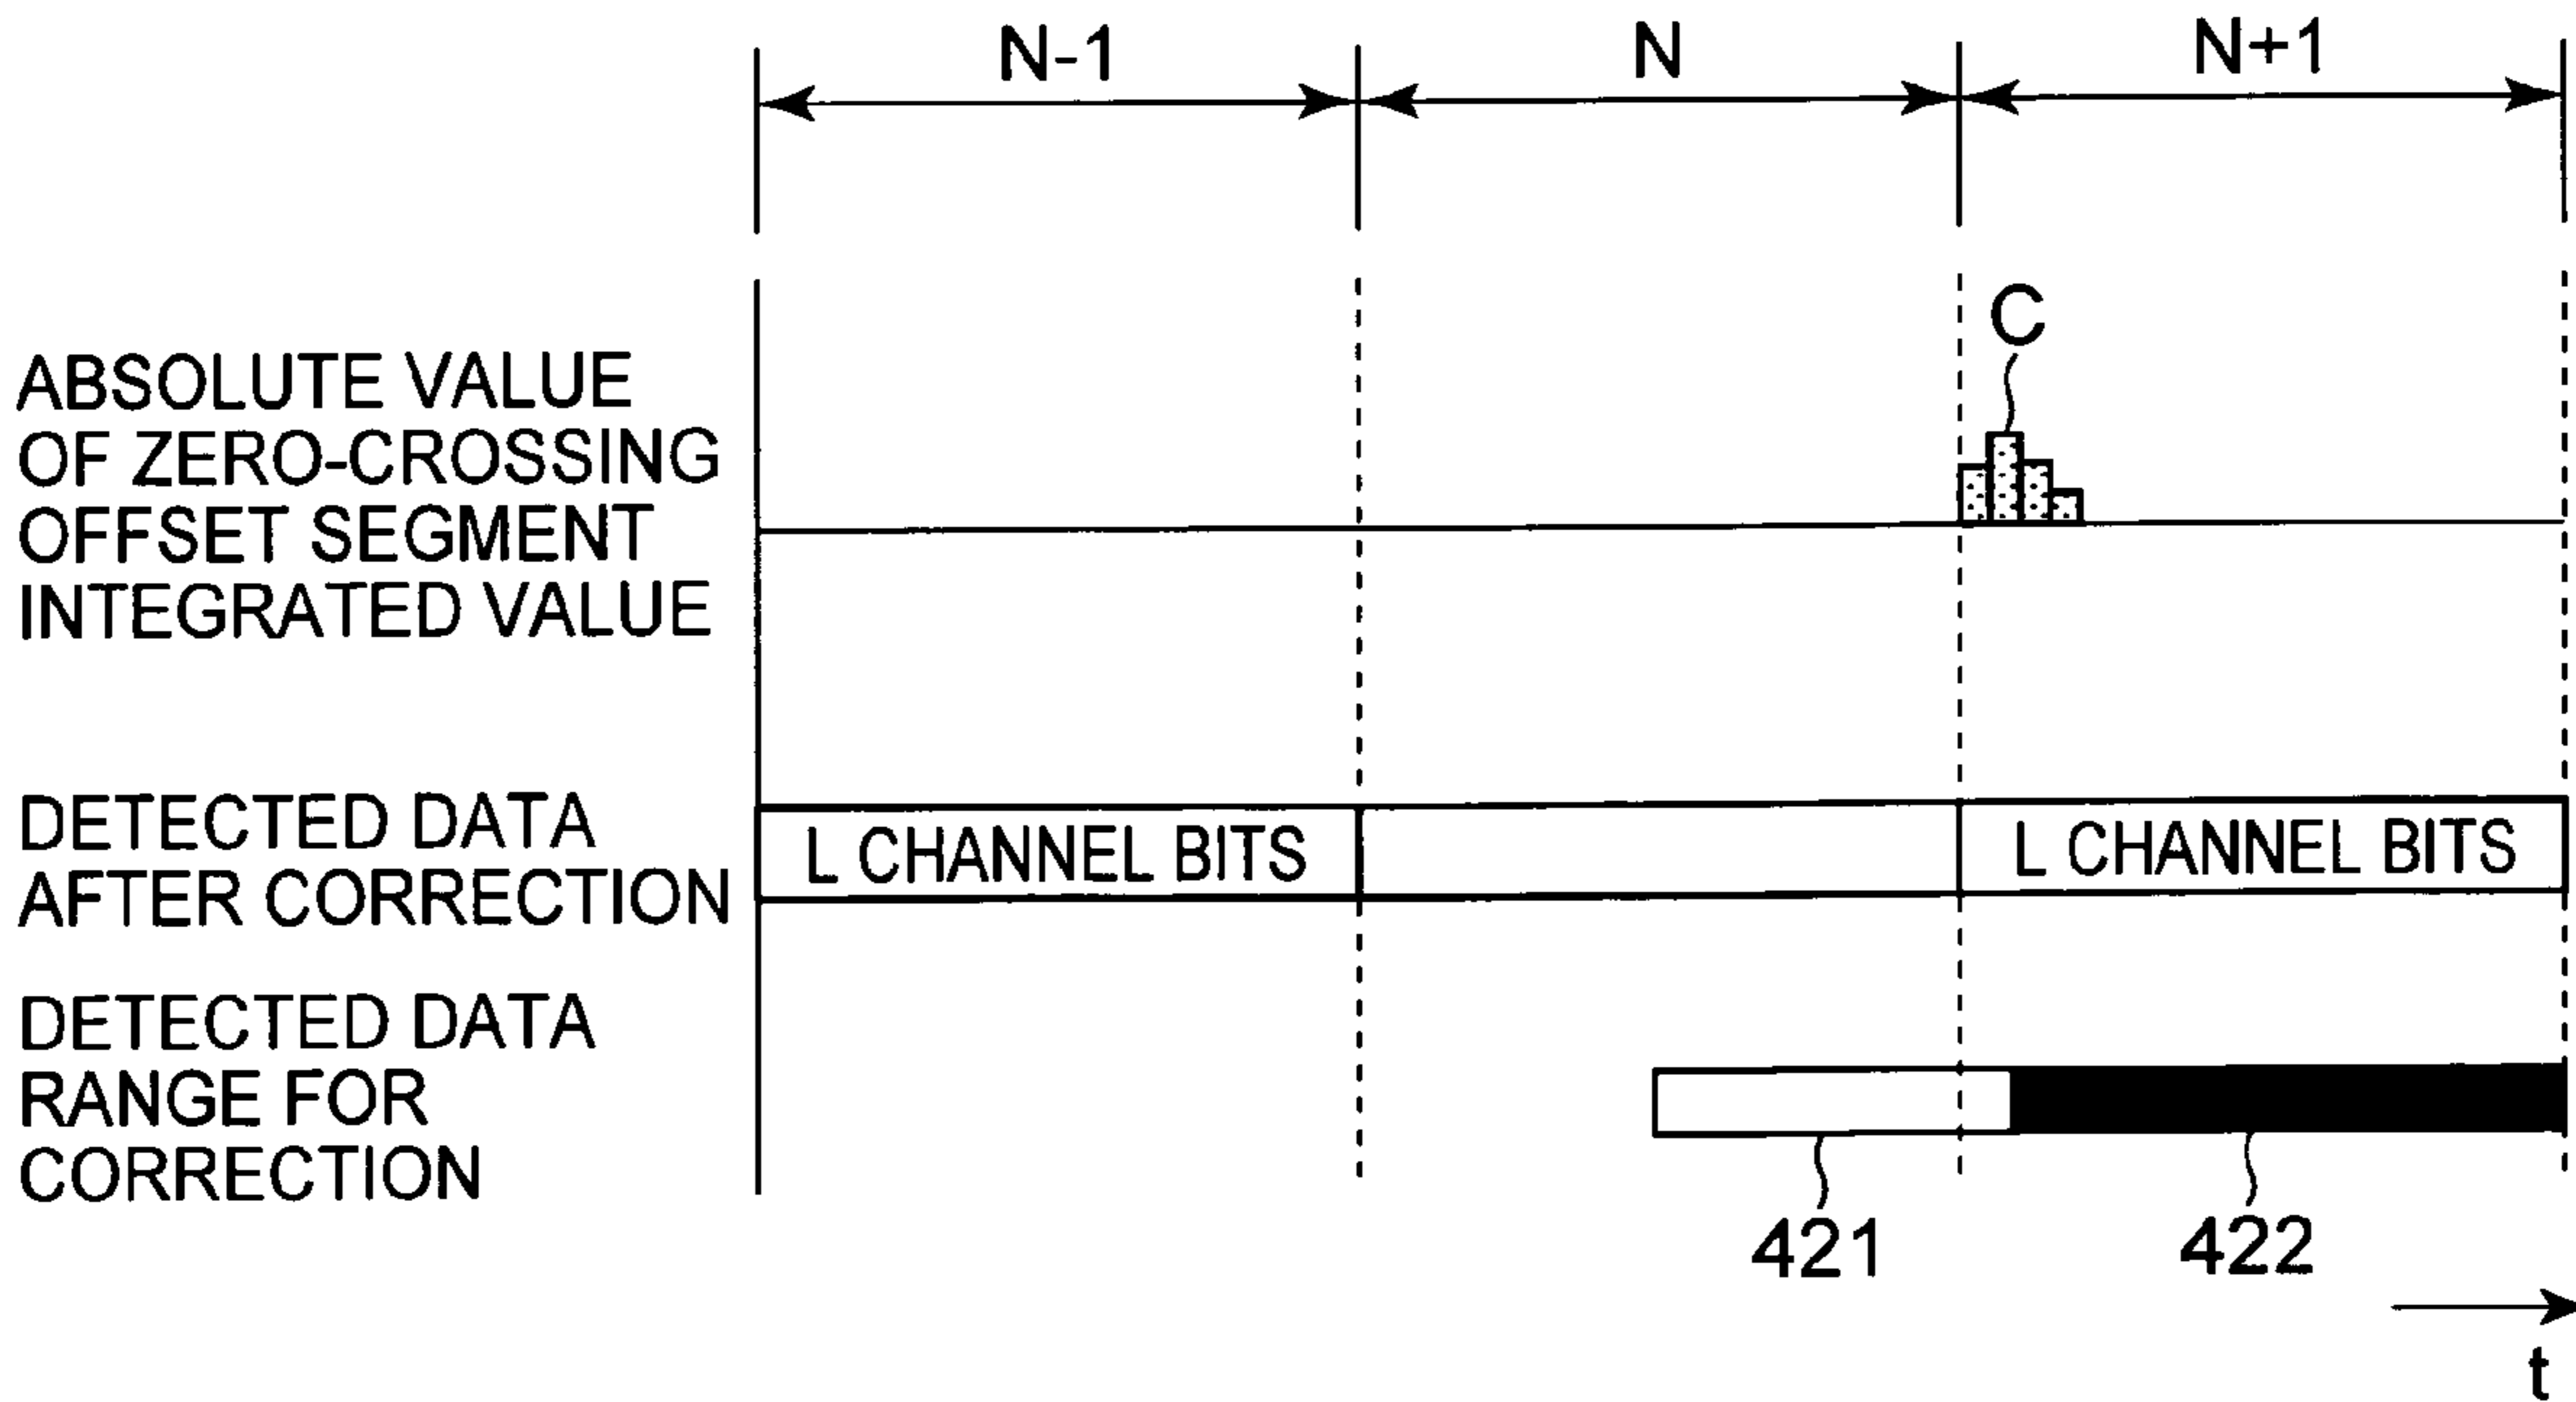 N-1
N
N+1
C
ABSOLUTE VALUE
OF ZERO-CROSSING
OFFSET SEGMENT
INTEGRATED VALUE
DETECTED DATA
AFTER CORRECTION
L CHANNEL BITS
L CHANNEL BITS
DETECTED DATA
RANGE FOR
CORRECTION
421
422
t